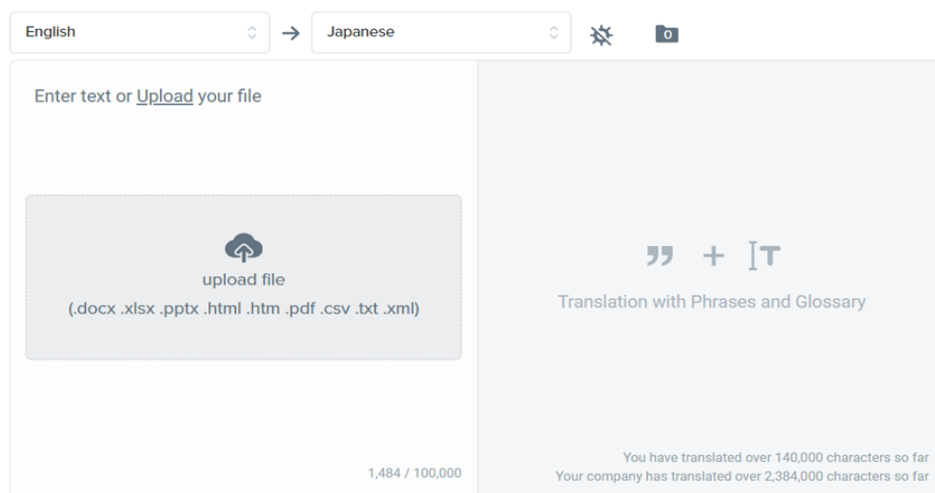 English → Japanese 0
Enter text or Upload your file
upload file
(.docx .xlsx .pptx .html .htm .pdf .csv .txt .xml)
Translation with Phrases and Glossary
1,484 / 100,000
You have translated over 140,000 characters so far
Your company has translated over 2,384,000 characters so far